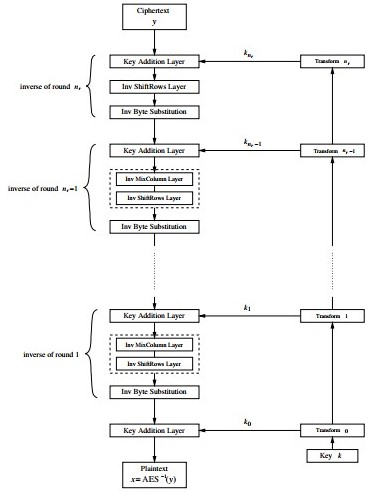 Ciphertext
y
Key Addition Layer
k_{n_r}
Transform n_r
inverse of round n_r
Inv ShiftRows Layer
Inv Byte Substitution
Key Addition Layer
k_{n_r-1}
Transform n_r-1
Inv MixColumn Layer
inverse of round n_r-1
Inv ShiftRows Layer
Inv Byte Substitution
Key Addition Layer
k_1
Transform 1
Inv MixColumn Layer
inverse of round 1
Inv ShiftRows Layer
Inv Byte Substitution
Key Addition Layer
k_0
Transform 0
Key k
Plaintext
x= AES^{-1}(y)